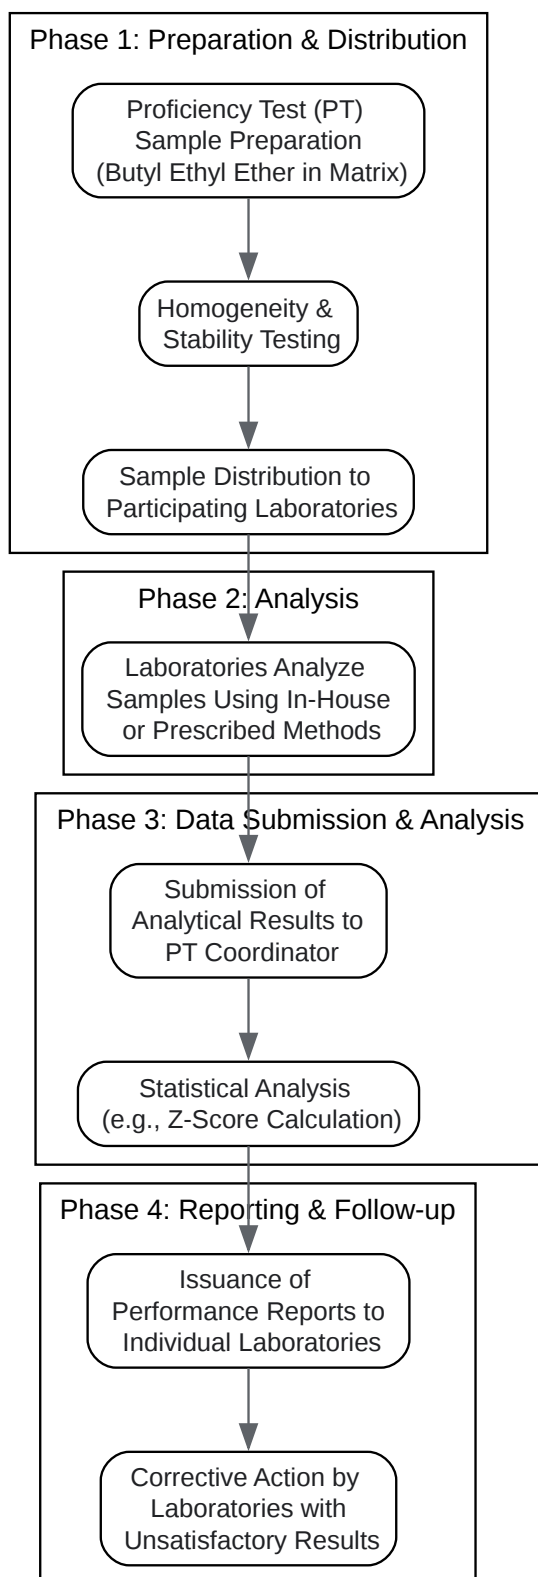 Phase 1: Preparation & Distribution
Proficiency Test (PT)
Sample Preparation
(Butyl Ethyl Ether in Matrix)
Homogeneity &
Stability Testing
Sample Distribution to
Participating Laboratories
Phase 2: Analysis
Laboratories Analyze
Samples Using In-House
or Prescribed Methods
Phase 3: Data Submission & Analysis
Submission of
Analytical Results to
PT Coordinator
Statistical Analysis
(e.g., Z-Score Calculation)
Phase 4: Reporting & Follow-up
Issuance of
Performance Reports to
Individual Laboratories
Corrective Action by
Laboratories with
Unsatisfactory Results